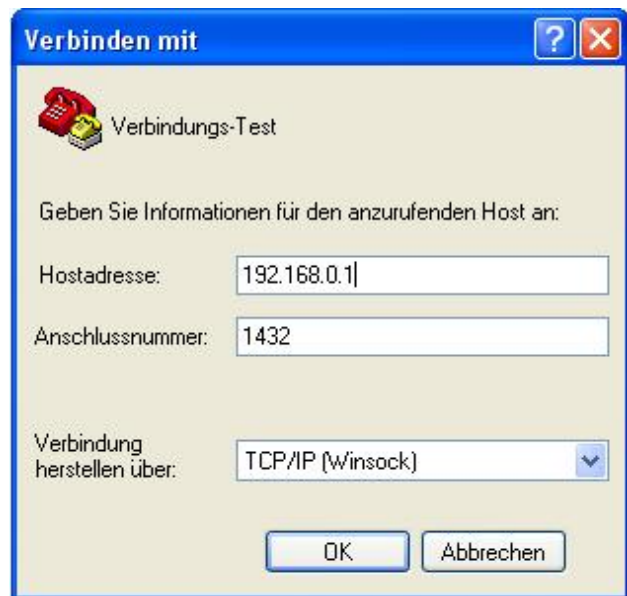 Verbinden mit
?
Verbindungs-Test
Geben Sie Informationen für den anzurufenden Host an:
Hostadresse: 192.168.0.1
Anschlussnummer: 1432
Verbindung
herstellen über: TCP/IP (Winsock)
OK Abbrechen